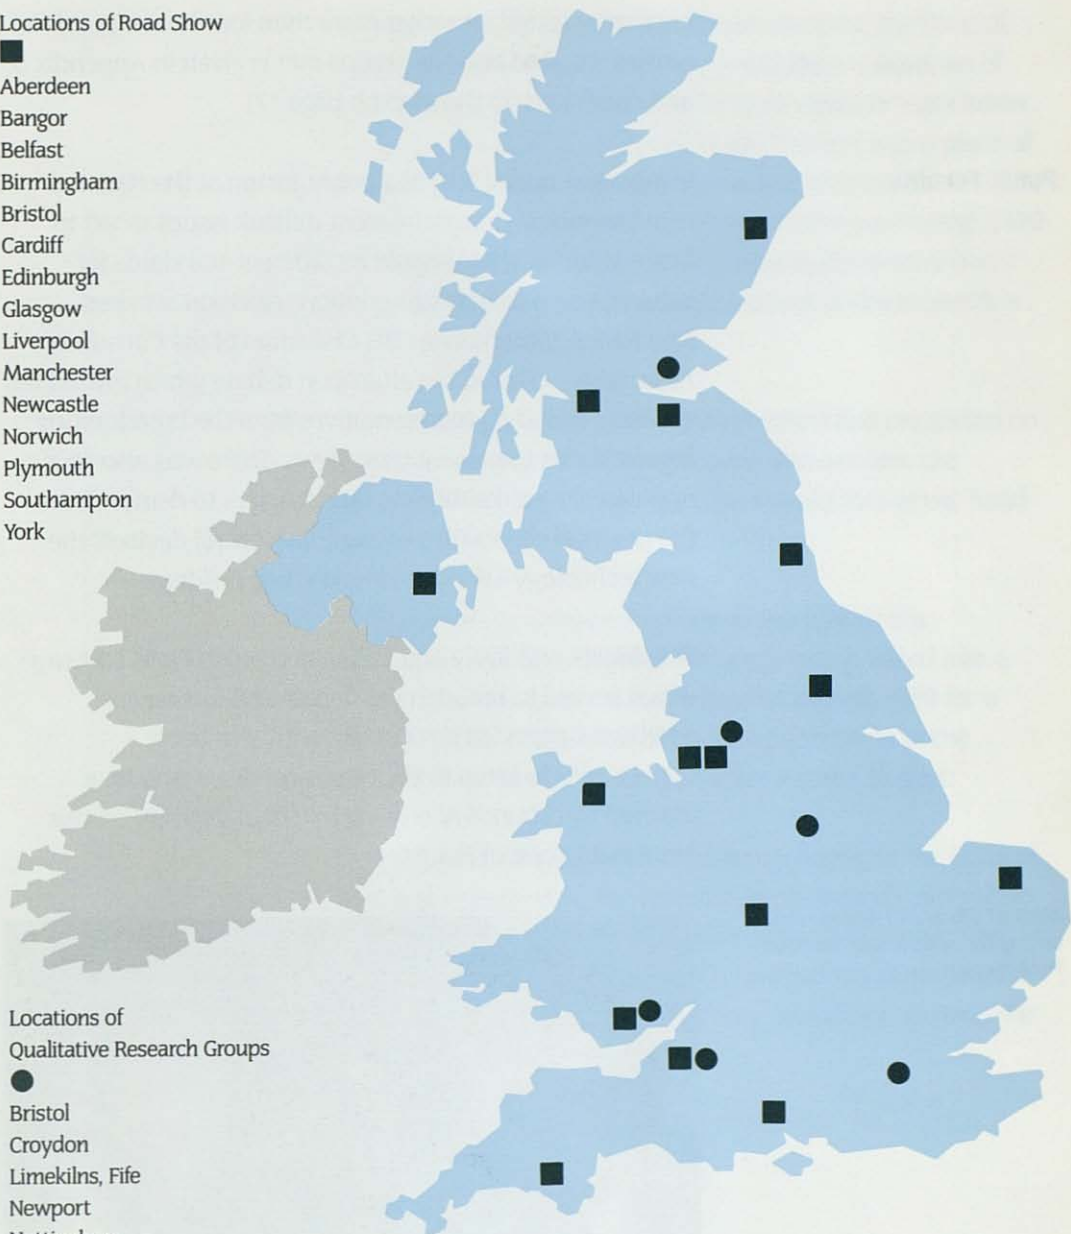 Locations of Road Show
Aberdeen
Bangor
Belfast
Birmingham
Bristol
Cardiff
Edinburgh
Glasgow
Liverpool
Manchester
Newcastle
Norwich
Plymouth
Southampton
York
Locations of
Qualitative Research Groups
Bristol
Croydon
Limekilns, Fife
Newport